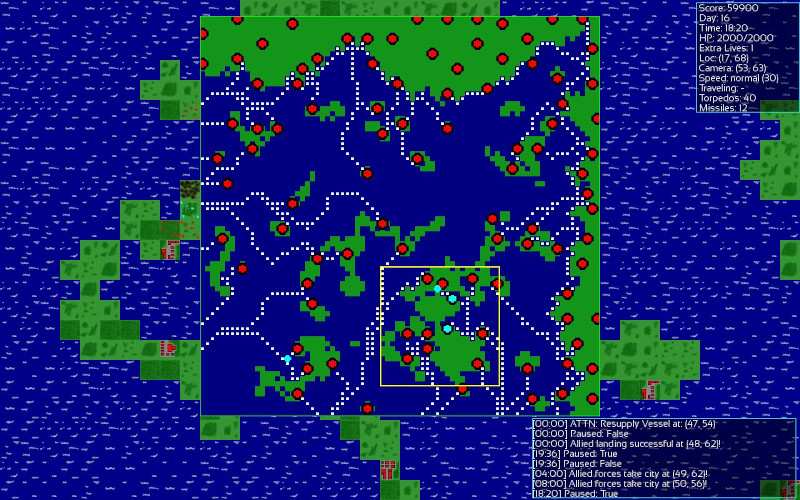 Score: 59900
Day: 16
Time: 18:20
HP: 2000/2000
Extra Lives: 1
Loc: (17, 68)
Camera: (53, 63)
Speed: normal (30)
Traveling: -
Torpedos: 40
Missiles: 12
[00:00] ATTN: Resupply Vessel at: (47, 54)
[00:00] Paused: False
[00:00] Allied landing successful at (48, 62)!
[19:36] Paused: True
[19:36] Paused: False
[04:00] Allied forces take city at (49, 62)!
[08:00] Allied forces take city at (50, 56)!
[18:20] Paused: True